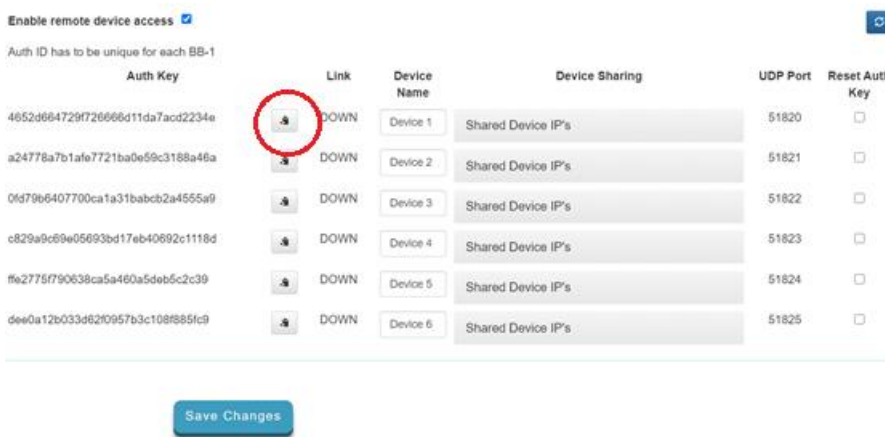 Enable remote device access
Auth ID has to be unique for each BB-1
Auth Key Link Device Name Device Sharing UDP Port Reset Auth Key
4652d664729f726666d11da7acd2234e DOWN Device 1 Shared Device IP's 51820
a24778a7b1afe7721ba0e59c3188a46a DOWN Device 2 Shared Device IP's 51821
0fd79b6407700ca1a31babcb2a4555a9 DOWN Device 3 Shared Device IP's 51822
c829a9c69e05693bd17eb40692c1118d DOWN Device 4 Shared Device IP's 51823
ffe2775f790638ca5a460a5deb5c2c39 DOWN Device 5 Shared Device IP's 51824
dee0a12b033d62f0957b3c108f885fc9 DOWN Device 6 Shared Device IP's 51825
Save Changes